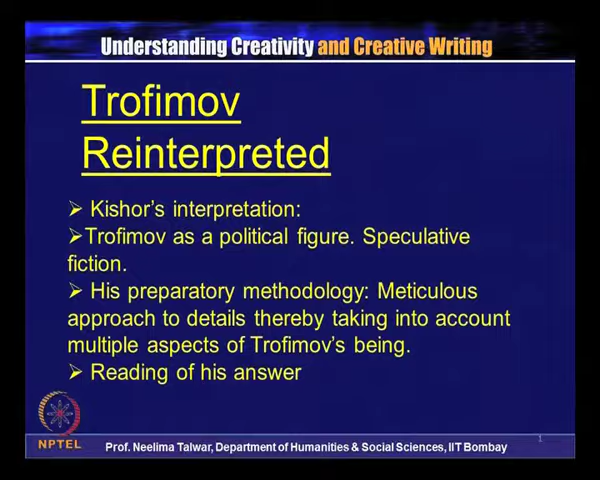 Understanding Creativity and Creative Writing
Trofimov
Reinterpreted
➢ Kishor's interpretation:
➢Trofimov as a political figure. Speculative
fiction.
➢ His preparatory methodology: Meticulous
approach to details thereby taking into account
multiple aspects of Trofimov's being.
➢ Reading of his answer
NPTEL
Prof. Neelima Talwar, Department of Humanities & Social Sciences, IIT Bombay
1